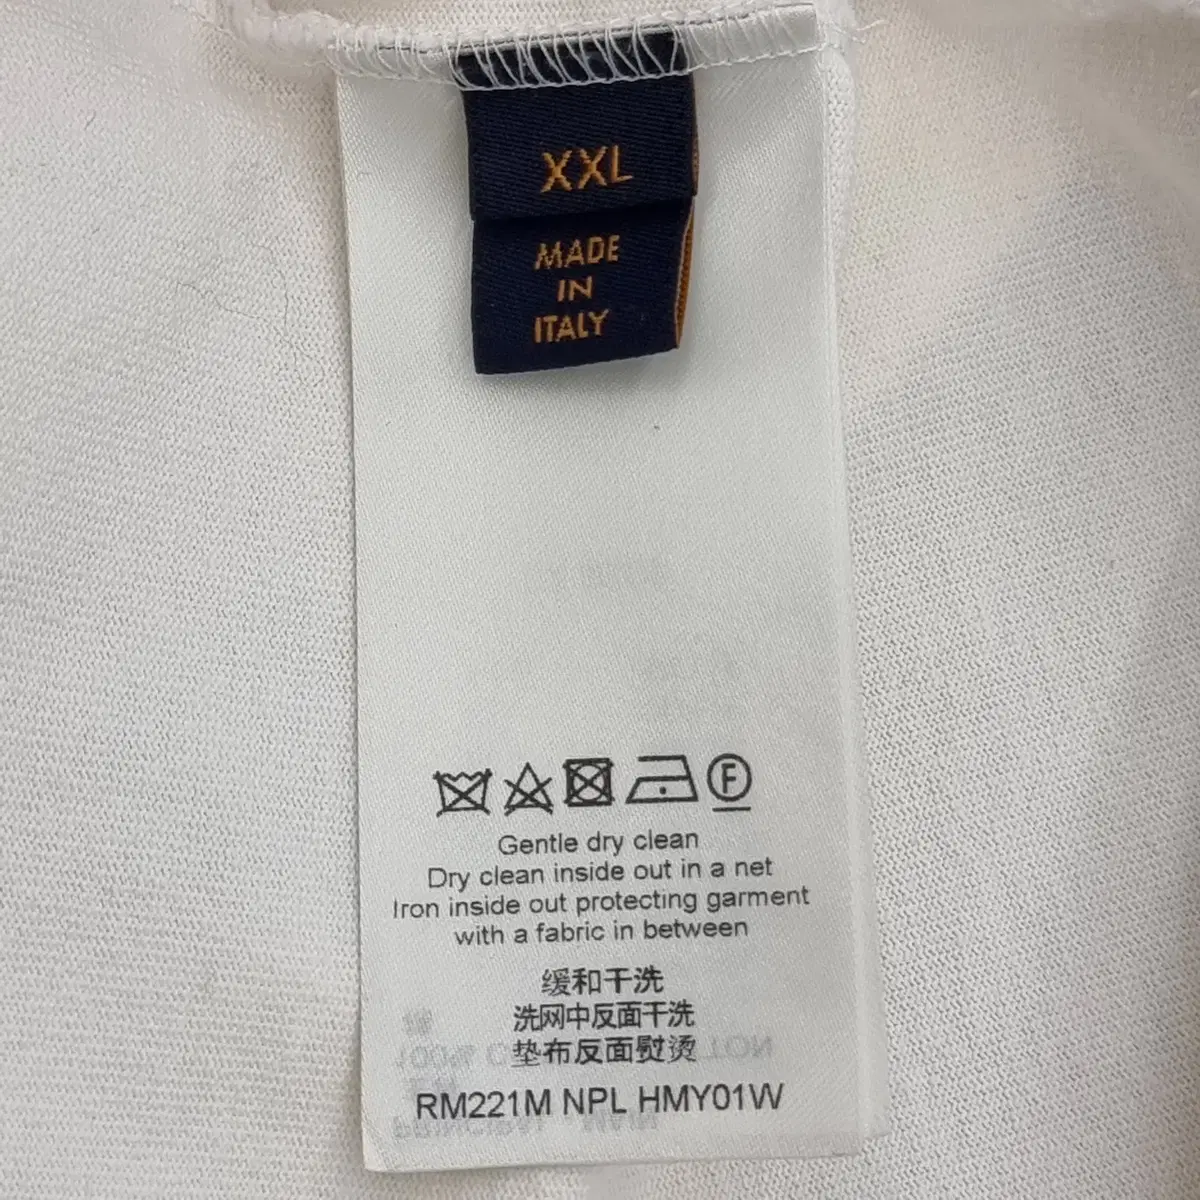 XXL
MADE
IN
ITALY
F
Gentle dry clean
Dry clean inside out in a net
Iron inside out protecting garment
with a fabric in between
缓和干洗
洗网中反面干洗
垫布反面熨烫
RM221M NPL HMY01W